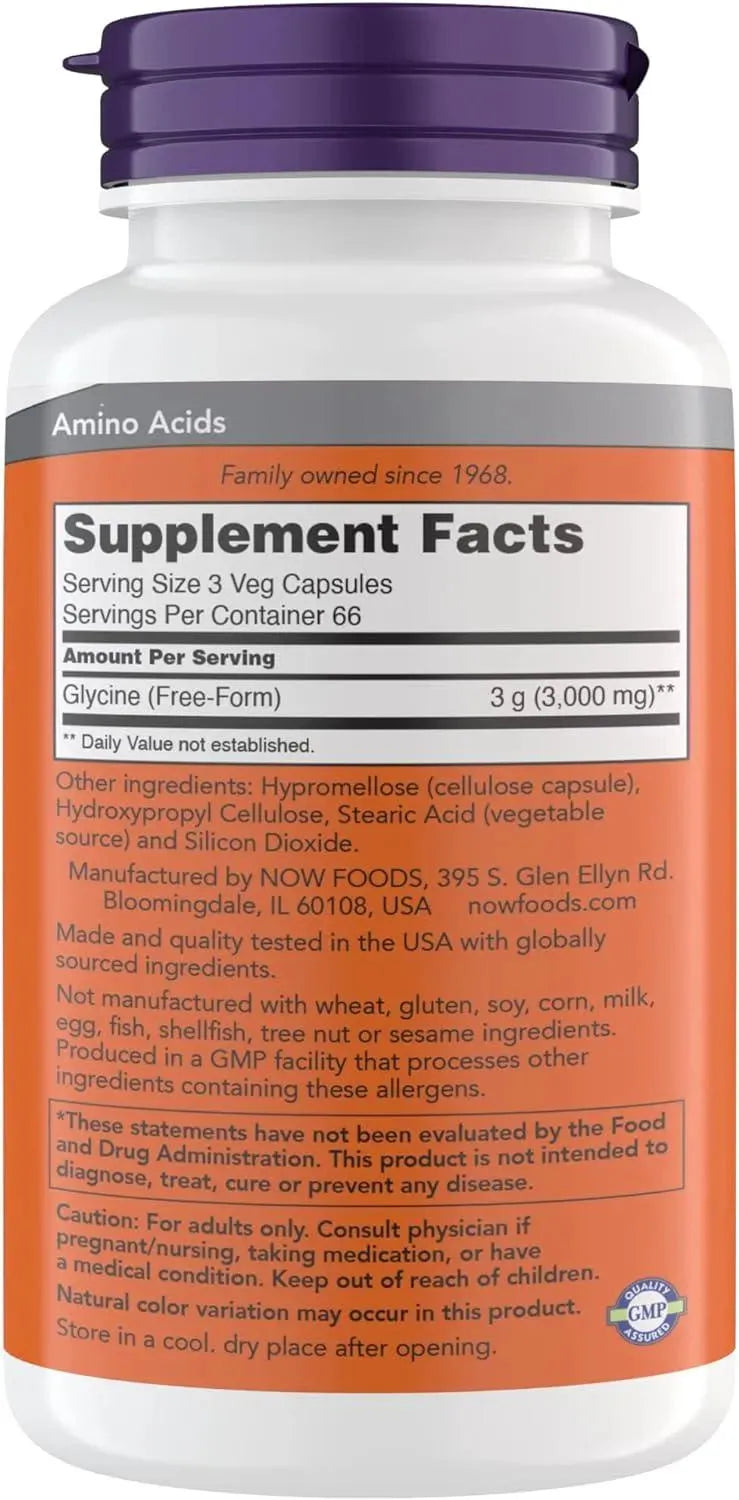 Amino Acids
Family owned since 1968.
Supplement Facts
Serving Size 3 Veg Capsules
Servings Per Container 66
Amount Per Serving
Glycine (Free-Form) 3 g (3,000 mg)**
** Daily Value not established.
Other ingredients: Hypromellose (cellulose capsule),
Hydroxypropyl Cellulose, Stearic Acid (vegetable
source) and Silicon Dioxide.
Manufactured by NOW FOODS, 395 S. Glen Ellyn Rd.
Bloomingdale, IL 60108, USA nowfoods.com
Made and quality tested in the USA with globally
sourced ingredients.
Not manufactured with wheat, gluten, soy, corn, milk,
egg, fish, shellfish, tree nut or sesame ingredients.
Produced in a GMP facility that processes other
ingredients containing these allergens.
*These statements have not been evaluated by the Food
and Drug Administration. This product is not intended to
diagnose, treat, cure or prevent any disease.
Caution: For adults only. Consult physician if
pregnant/nursing, taking medication, or have
a medical condition. Keep out of reach of children.
Natural color variation may occur in this product.
Store in a cool. dry place after opening.
QUALITY
GMP
ASSURED